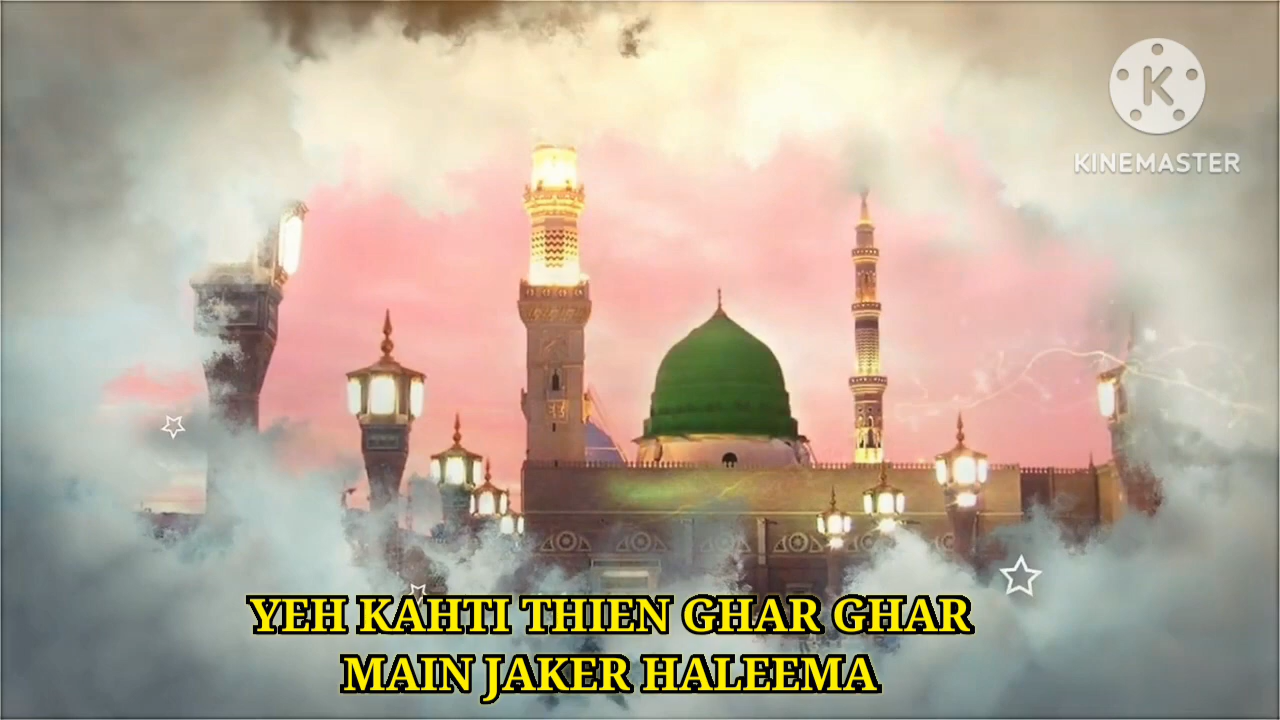 K
KINEMASTER
YEH KAHTI THIEN GHAR GHAR
MAIN JAKER HALEEMA